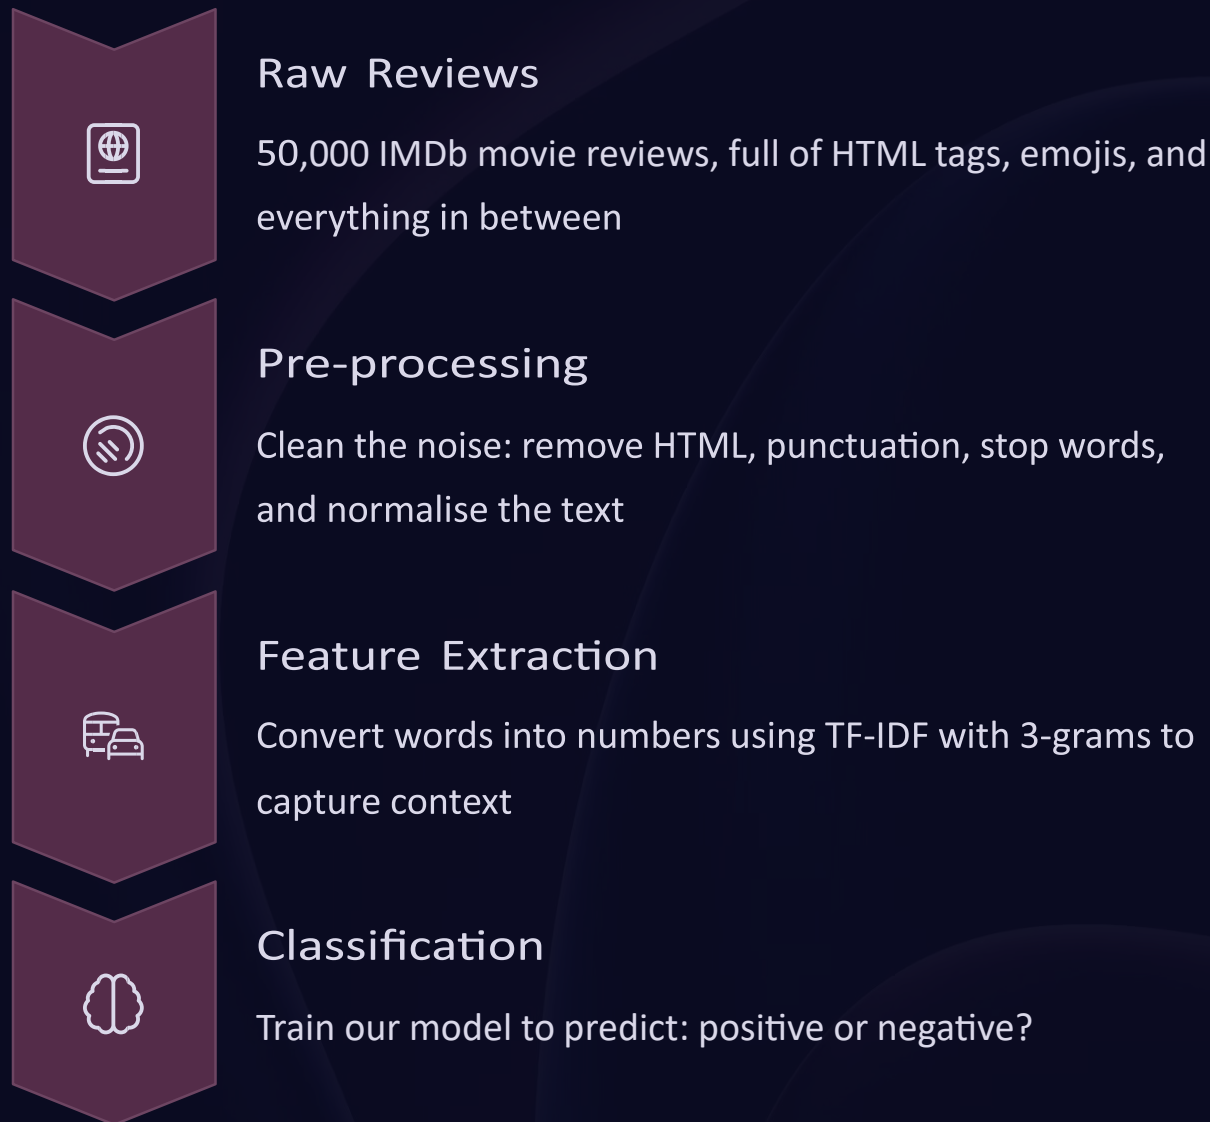 Raw Reviews
50,000 IMDb movie reviews, full of HTML tags, emojis, and
everything in between
Pre-processing
Clean the noise: remove HTML, punctuation, stop words,
and normalise the text
Feature Extraction
Convert words into numbers using TF-IDF with 3-grams to
capture context
Classification
Train our model to predict: positive or negative?